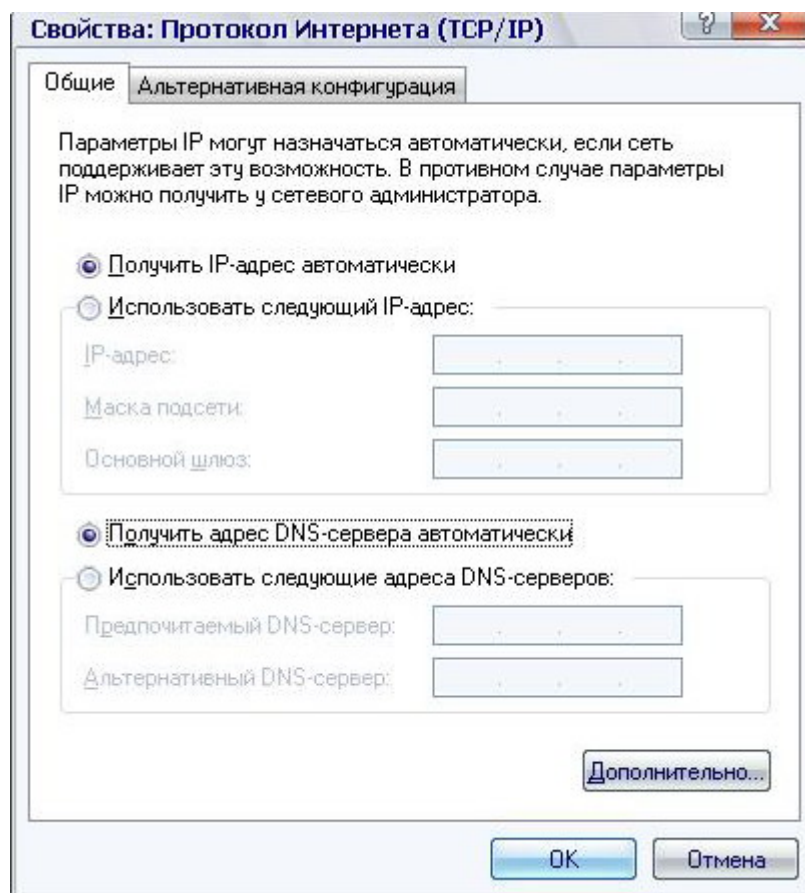 Свойства: Протокол Интернета (TCP/IP)
Общие
Альтернативная конфигурация
Параметры IP могут назначаться автоматически, если сеть
поддерживает эту возможность. В противном случае параметры
IP можно получить у сетевого администратора.
Получить IP-адрес автоматически
Использовать следующий IP-адрес:
IP-адрес:
Маска подсети:
Основной шлюз:
Получить адрес DNS-сервера автоматически
Использовать следующие адреса DNS-серверов:
Предпочитаемый DNS-сервер:
Альтернативный DNS-сервер:
Дополнительно...
OK
Отмена